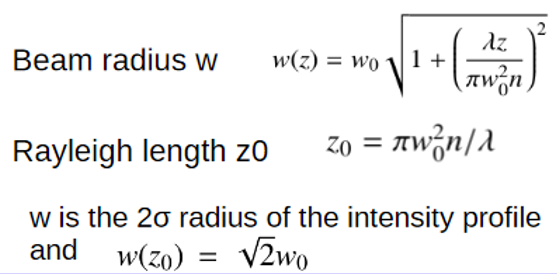 Beam radius w w(z) = w₀ √(1 + (λz / πw₀²n)²)
Rayleigh length z0 z₀ = πw₀²n/λ
w is the 2σ radius of the intensity profile
and w(z₀) = √2w₀